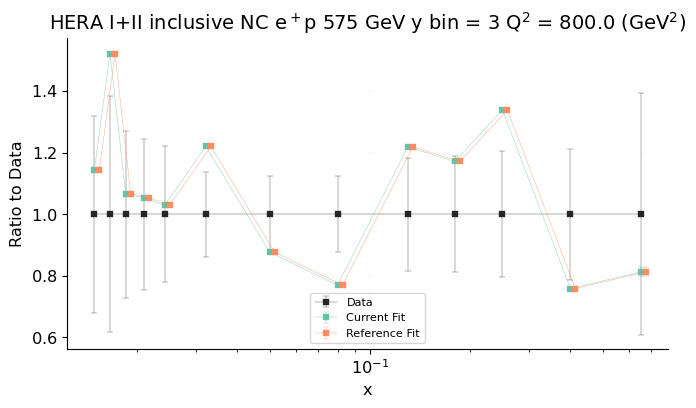 HERA I+II inclusive NC e⁺p 575 GeV y bin = 3 Q² = 800.0 (GeV²)
Ratio to Data
1.4
1.2
1.0
0.8
0.6
Data
Current Fit
Reference Fit
10⁻¹
x